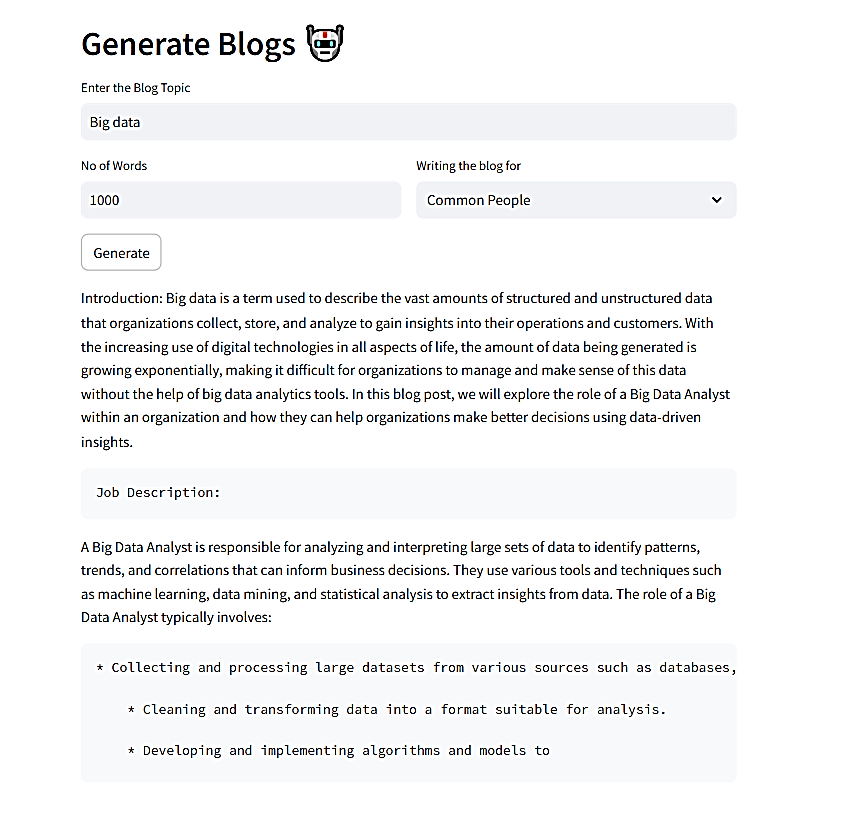 Generate Blogs
Enter the Blog Topic
Big data
No of Words
Writing the blog for
1000
Common People
Generate
Introduction: Big data is a term used to describe the vast amounts of structured and unstructured data
that organizations collect, store, and analyze to gain insights into their operations and customers. With
the increasing use of digital technologies in all aspects of life, the amount of data being generated is
growing exponentially, making it difficult for organizations to manage and make sense of this data
without the help of big data analytics tools. In this blog post, we will explore the role of a Big Data Analyst
within an organization and how they can help organizations make better decisions using data-driven
insights.
Job Description:
A Big Data Analyst is responsible for analyzing and interpreting large sets of data to identify patterns,
trends, and correlations that can inform business decisions. They use various tools and techniques such
as machine learning, data mining, and statistical analysis to extract insights from data. The role of a Big
Data Analyst typically involves:
* Collecting and processing large datasets from various sources such as databases,
* Cleaning and transforming data into a format suitable for analysis.
* Developing and implementing algorithms and models to